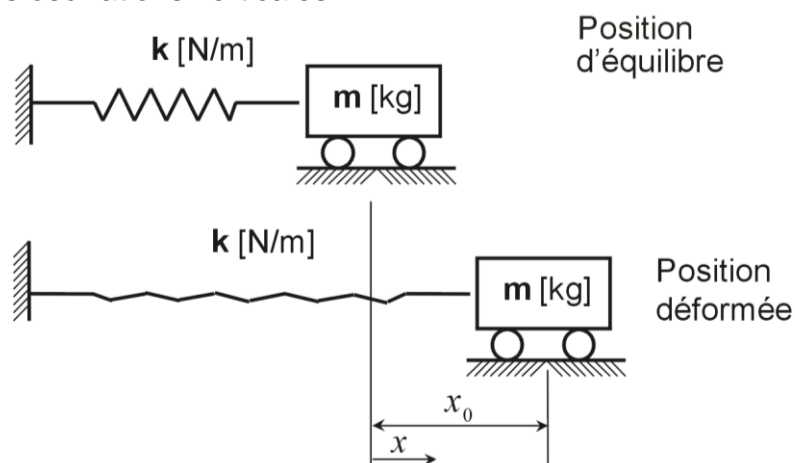 k [N/m]
m [kg]
Position
d'équilibre
k [N/m]
m [kg]
Position
déformée
x0
x